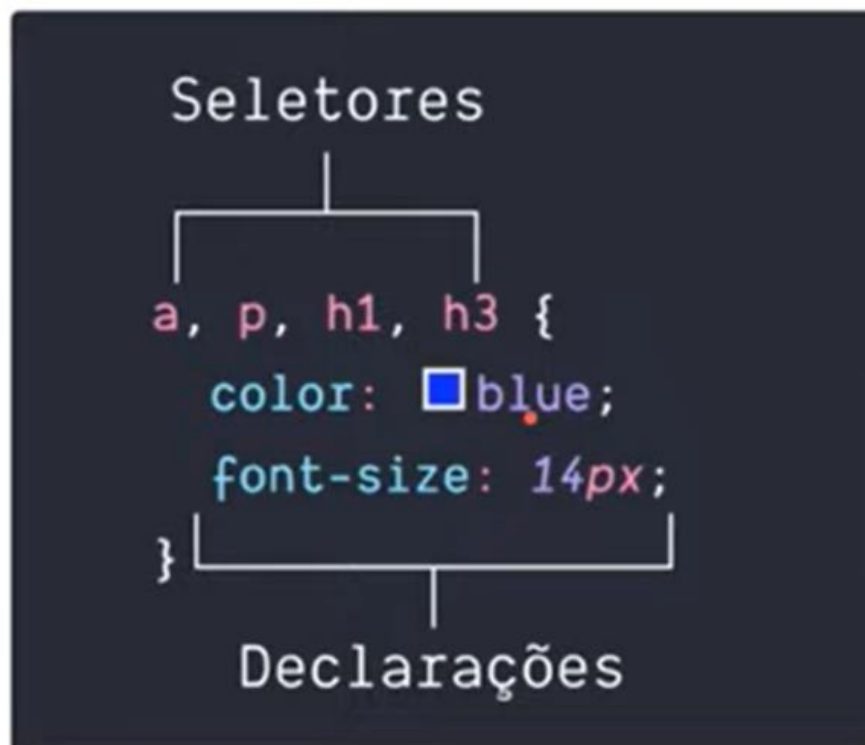 Seletores
a, p, h1, h3 {
color: blue;
font-size: 14px;
}
Declarações